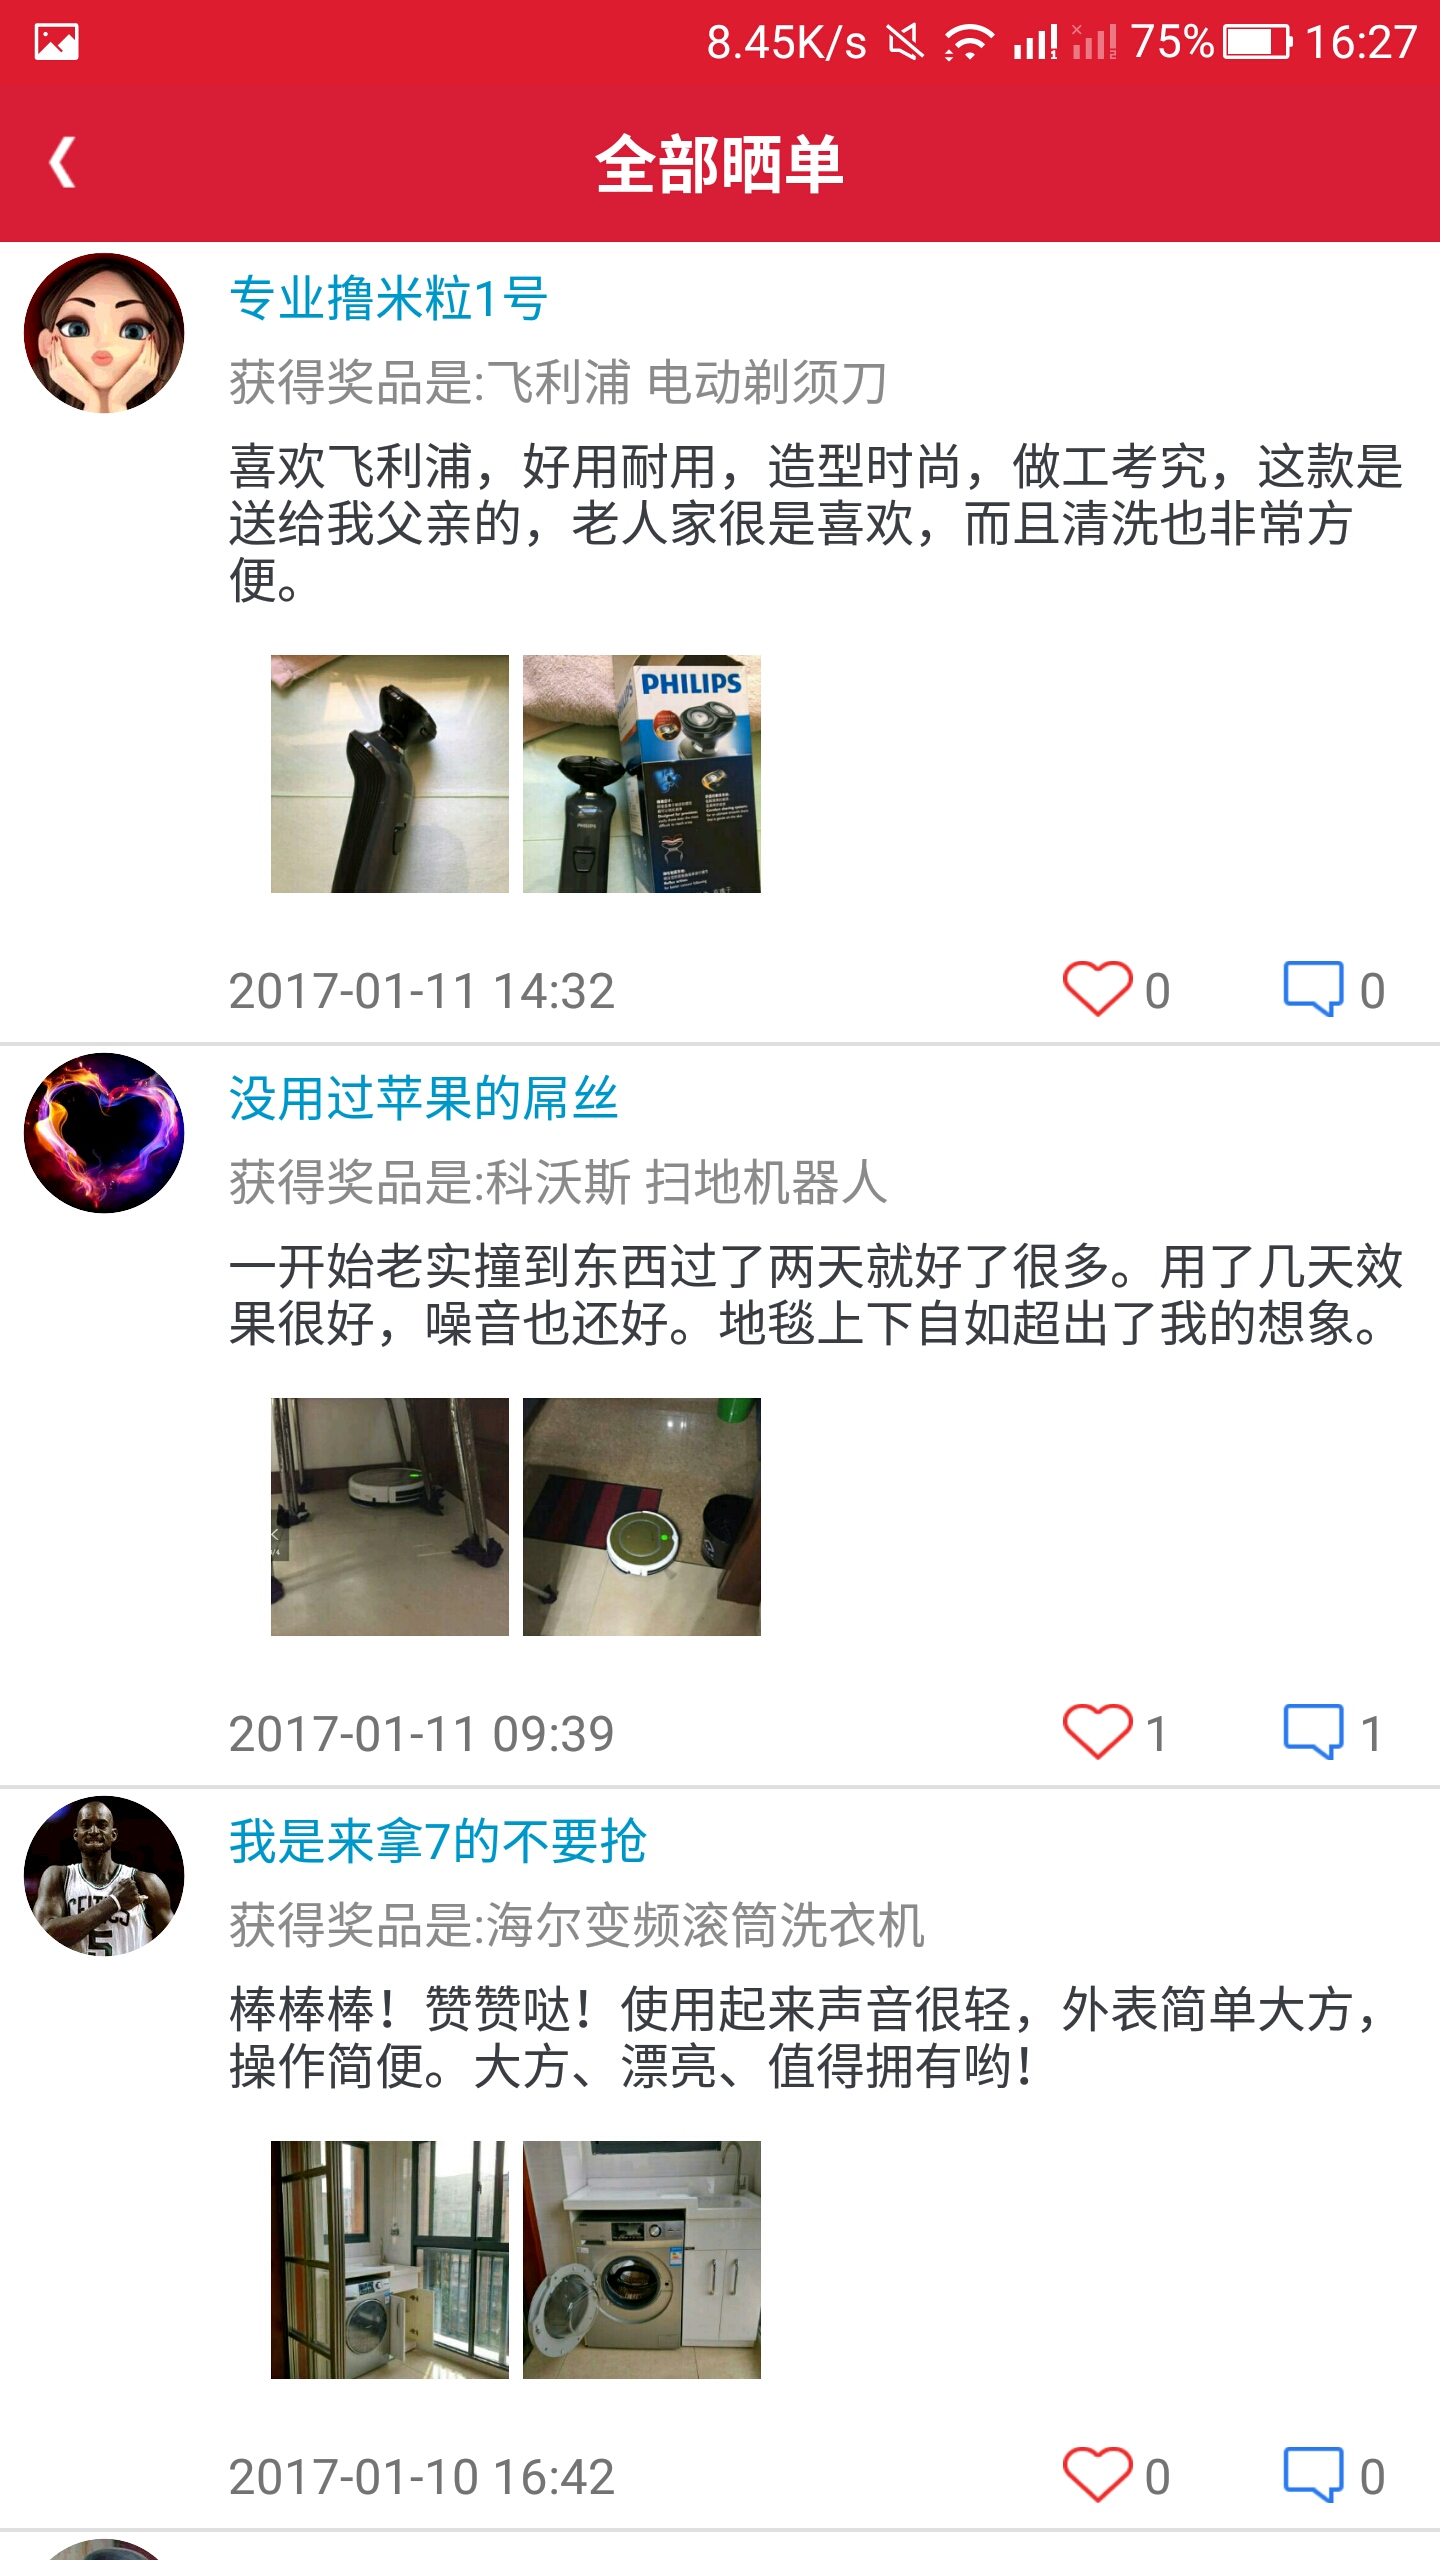 8.45K/s 75% 16:27
全部晒单
专业撸米粒1号
获得奖品是:飞利浦 电动剃须刀
喜欢飞利浦，好用耐用，造型时尚，做工考究，这款是
送给我父亲的，老人家很是喜欢，而且清洗也非常方
便。
PHILIPS
PHILIPS
2017-01-11 14:32 0 0
没用过苹果的屌丝
获得奖品是:科沃斯 扫地机器人
一开始老实撞到东西过了两天就好了很多。用了几天效
果很好，噪音也还好。地毯上下自如超出了我的想象。
2017-01-11 09:39 1 1
我是来拿7的不要抢
获得奖品是:海尔变频滚筒洗衣机
棒棒棒！赞赞哒！使用起来声音很轻，外表简单大方，
操作简便。大方、漂亮、值得拥有哟！
2017-01-10 16:42 0 0